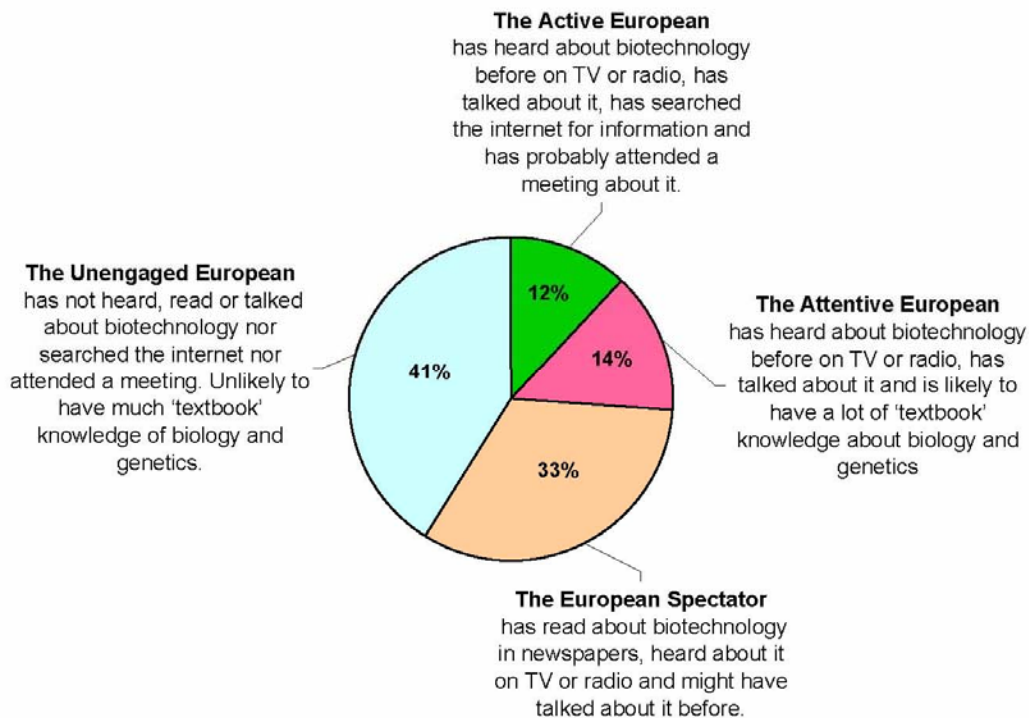 The Active European
has heard about biotechnology
before on TV or radio, has
talked about it, has searched
the internet for information and
has probably attended a
meeting about it.
12%
The Attentive European
has heard about biotechnology
before on TV or radio, has
talked about it and is likely to
have a lot of ‘textbook’
knowledge about biology and
genetics
14%
The European Spectator
has read about biotechnology
in newspapers, heard about it
on TV or radio and might have
talked about it before.
33%
The Unengaged European
has not heard, read or talked
about biotechnology nor
searched the internet nor
attended a meeting. Unlikely to
have much ‘textbook’
knowledge of biology and
genetics.
41%